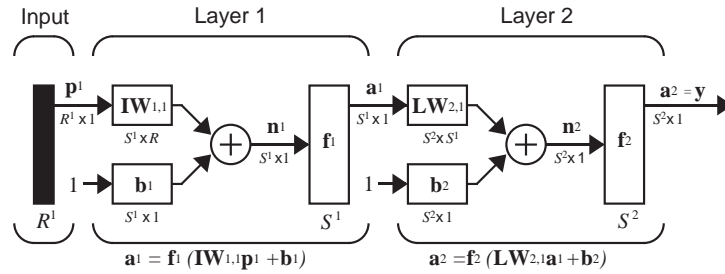 Input
Layer 1
Layer 2
p1
R1 x 1
IW1,1
S1 x R
1
b1
S1 x 1
n1
S1 x 1
f1
a1
S1 x 1
LW2,1
S2 x S1
1
b2
S2 x 1
n2
S2 x 1
f2
a2 = y
S2 x 1
R1
S1
S2
a1 = f1 (IW1,1p1 +b1)
a2 =f2 (LW2,1a1 +b2)